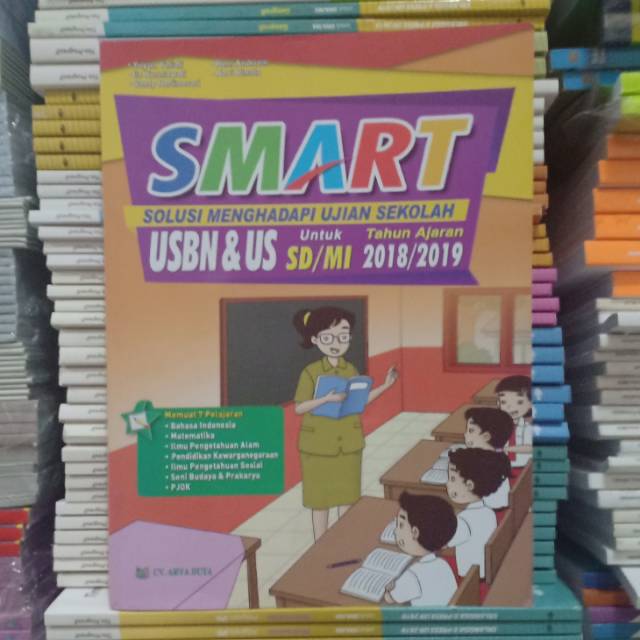 SMART
SOLUSI MENGHADAPI UJIAN SEKOLAH
USBN & US Untuk SD/MI Tahun Ajaran 2018/2019
Memuat 7 Pelajaran
• Bahasa Indonesia
• Matematika
• Ilmu Pengetahuan Alam
• Pendidikan Kewarganegaraan
• Ilmu Pengetahuan Sosial
• Seni Budaya & Prakarya
• PJOK
CV. ARYA DUTA